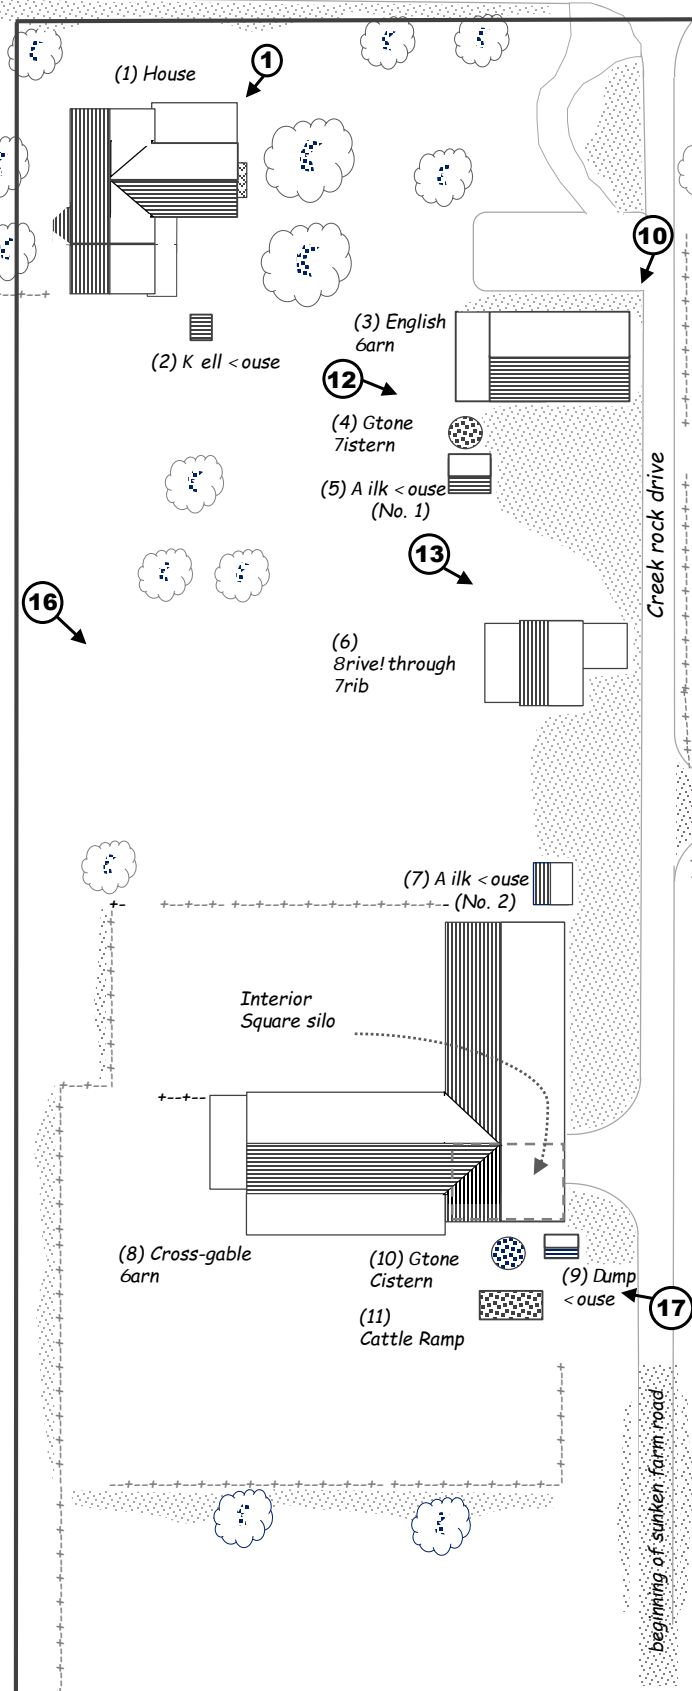 (1) House
1
10
(2) K ell < ouse
(3) English
6arn
12
(4) Gtone
7istern
(5) A ilk < ouse
(No. 1)
Creek rock drive
13
16
(6)
8rive! through
7rib
(7) A ilk < ouse
(No. 2)
Interior
Square silo
(8) Cross-gable
6arn
(10) Gtone
Cistern
(9) Dump
< ouse
17
(11)
Cattle Ramp
beginning of sunken farm road